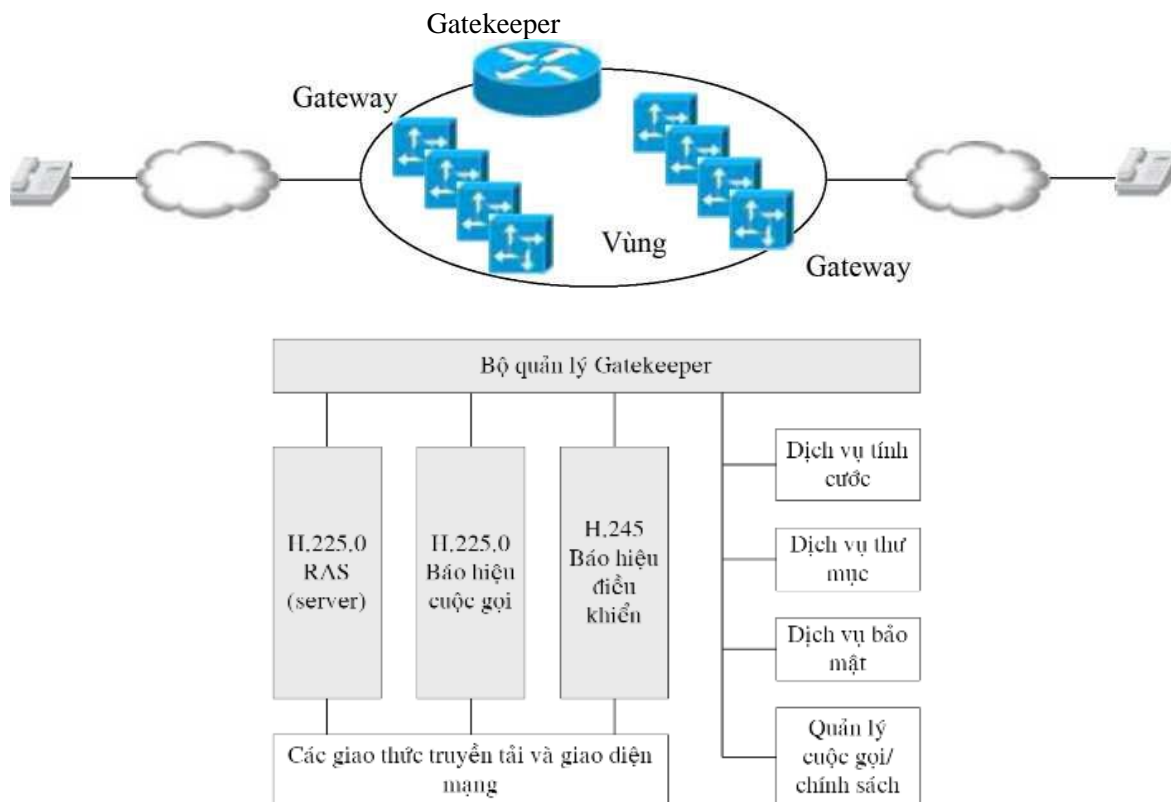 Gatekeeper
Gateway
Vùng
Gateway
Bộ quản lý Gatekeeper
H.225.0
RAS
(server)
H.225.0
Báo hiệu
cuộc gọi
H.245
Báo hiệu
điều
khiển
Dịch vụ tính
cước
Dịch vụ thư
mục
Dịch vụ bảo
mật
Quản lý
cuộc gọi/
chính sách
Các giao thức truyền tải và giao diện
mạng